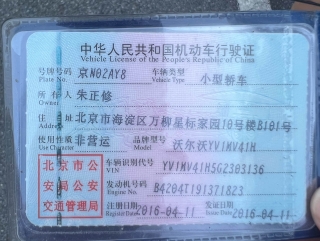 中华人民共和国机动车行驶证
Vehicle License of the People's Republic of China
号牌号码 Plate No. 京N02AY8 车辆类型 Vehicle Type 小型轿车
所有人 Owner 朱正修
住址 Address 北京市海淀区万柳星标家园10号楼B101号
使用性质 Use Character 非营运 品牌型号 Model 沃尔沃YV1MV41H
北京市公安局公安交通管理局
车辆识别代号 VIN YV1MV41H5G2303136
发动机号码 Engine No. B4204T191371823
注册日期 Register Date 2016-04-11 发证日期 Issue Date 2016-04-11